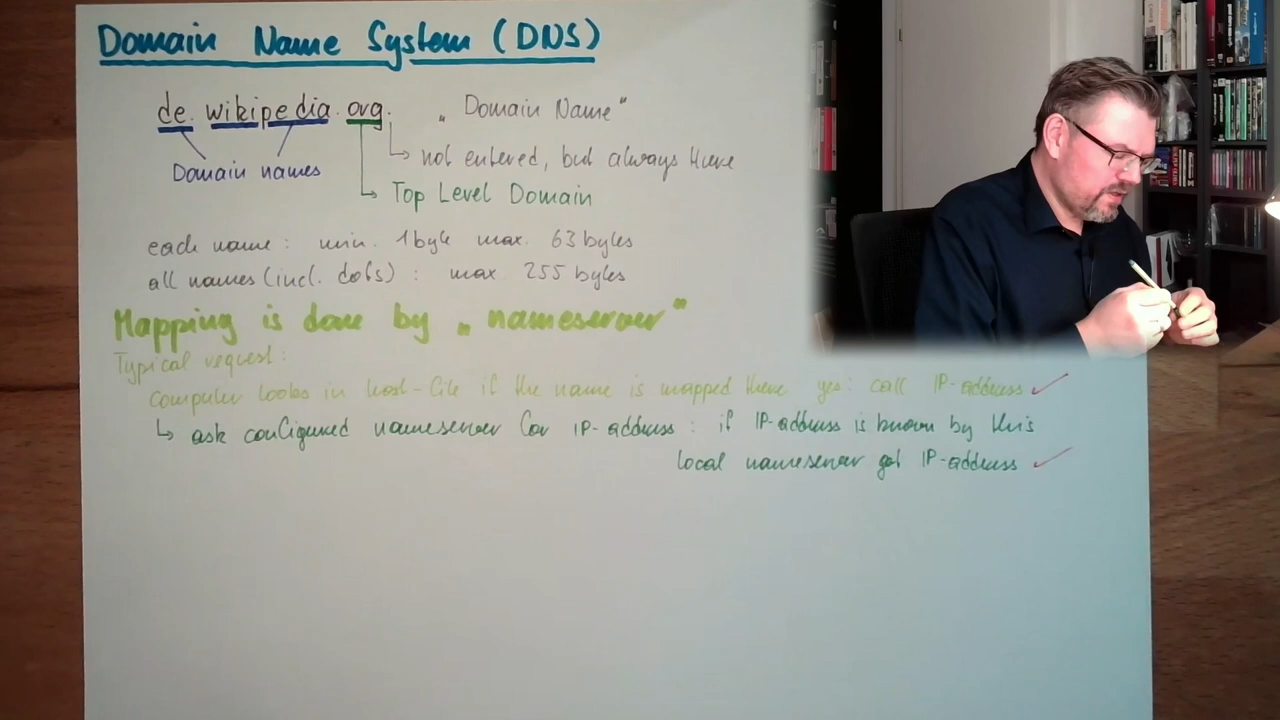 Domain Name System (DNS)
de. wikipedia. org. „Domain Name"
not entered, but always there
Domain names
Top Level Domain
each name: min. 1byte max. 63 bytes
all names (incl. dots): max 255 bytes
Mapping is done by „nameserver"
Typical request:
Computer looks in host-file if the name is mapped there yes: call IP-address ✓
↳ ask configured nameserver for IP-address: if IP-address is known by this
local nameserver get IP-address ✓